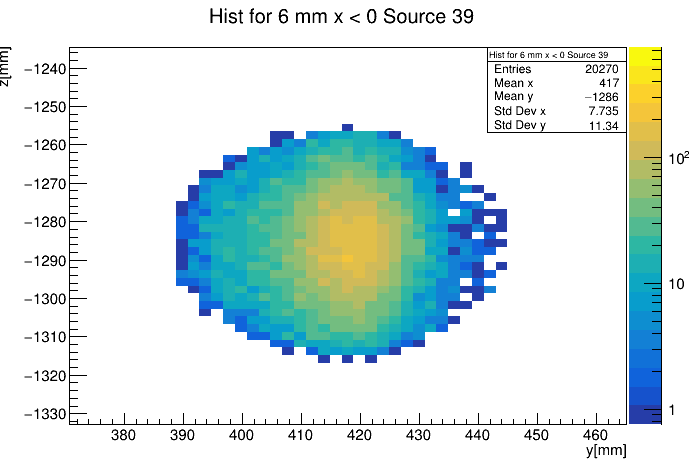 Hist for 6 mm x < 0 Source 39
z[mm]
Hist for 6 mm x < 0 Source 39
Entries 20270
Mean x 417
Mean y −1286
Std Dev x 7.735
Std Dev y 11.34
−1240
−1250
−1260
−1270
−1280
−1290
−1300
−1310
−1320
−1330
10²
10
1
380 390 400 410 420 430 440 450 460
y[mm]